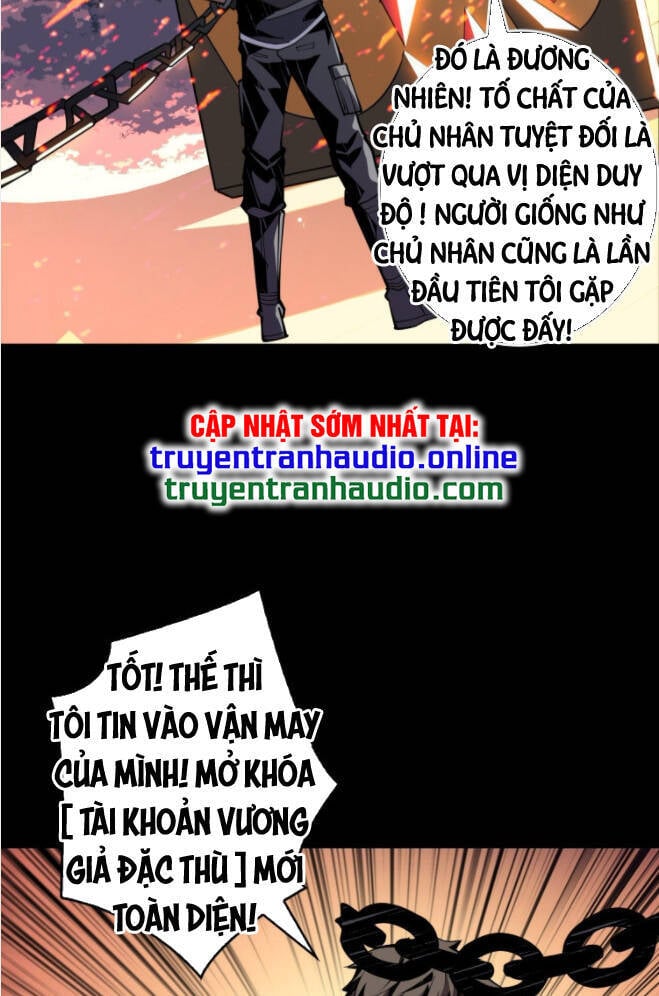 ĐÓ LÀ ĐƯƠNG
NHIÊN! TỐ CHẤT CỦA
CHỦ NHÂN TUYỆT ĐỐI LÀ
VƯỢT QUA VỊ DIỆN DUY
ĐỘ ! NGƯỜI GIỐNG NHƯ
CHỦ NHÂN CŨNG LÀ LẦN
ĐẦU TIÊN TÔI GẶP
ĐƯỢC ĐẤY!
CẬP NHẬT SỚM NHẤT TẠI:
truyentranhaudio.online
truyentranhaudio.com
TỐT! THẾ THÌ
TÔI TIN VÀO VẬN MAY
CỦA MÌNH! MỞ KHÓA
[ TÀI KHOẢN VƯƠNG
GIẢ ĐẶC THÙ ] MỚI
TOÀN DIỆN!